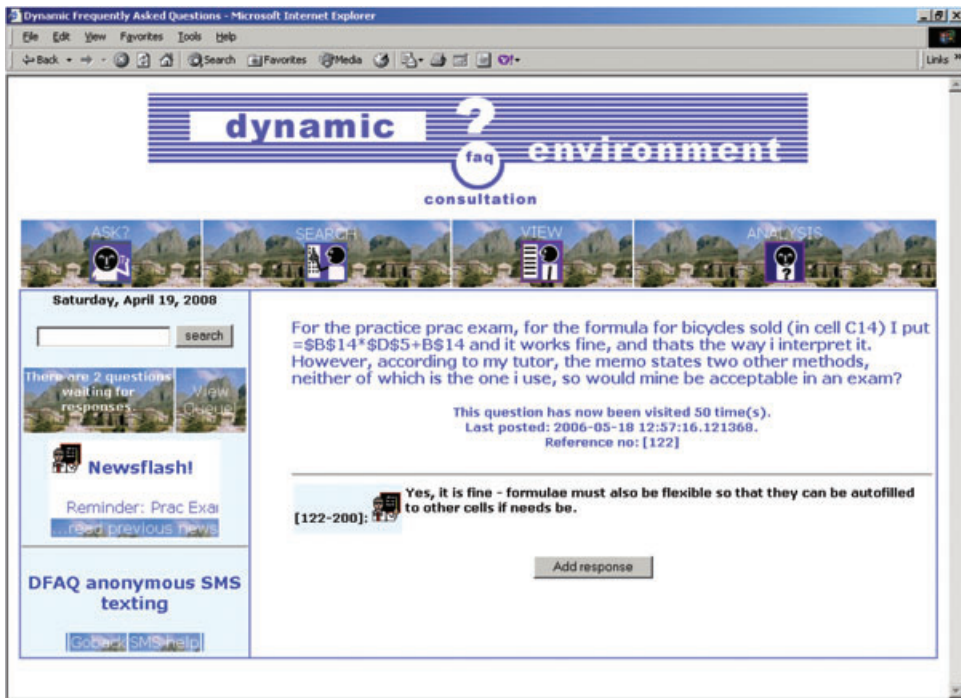 Dynamic Frequently Asked Questions - Microsoft Internet Explorer
File Edit View Favorites Tools Help
Back Search Favorites Media Links »
dynamic ? environment
faq
consultation
ASK? SEARCH VIEW ANALYSIS
Saturday, April 19, 2008
search
There are 2 questions
waiting for
responses.
View
Queue
Newsflash!
Reminder: Prac Exa
...read previous news
DFAQ anonymous SMS
texting
Goback SMS help
For the practice prac exam, for the formula for bicycles sold (in cell C14) I put
=$B$14*$D$5+B$14 and it works fine, and thats the way i interpret it.
However, according to my tutor, the memo states two other methods,
neither of which is the one i use, so would mine be acceptable in an exam?
This question has now been visited 50 time(s).
Last posted: 2006-05-18 12:57:16.121368.
Reference no: [122]
[122-200]: Yes, it is fine - formulae must also be flexible so that they can be autofilled
to other cells if needs be.
Add response